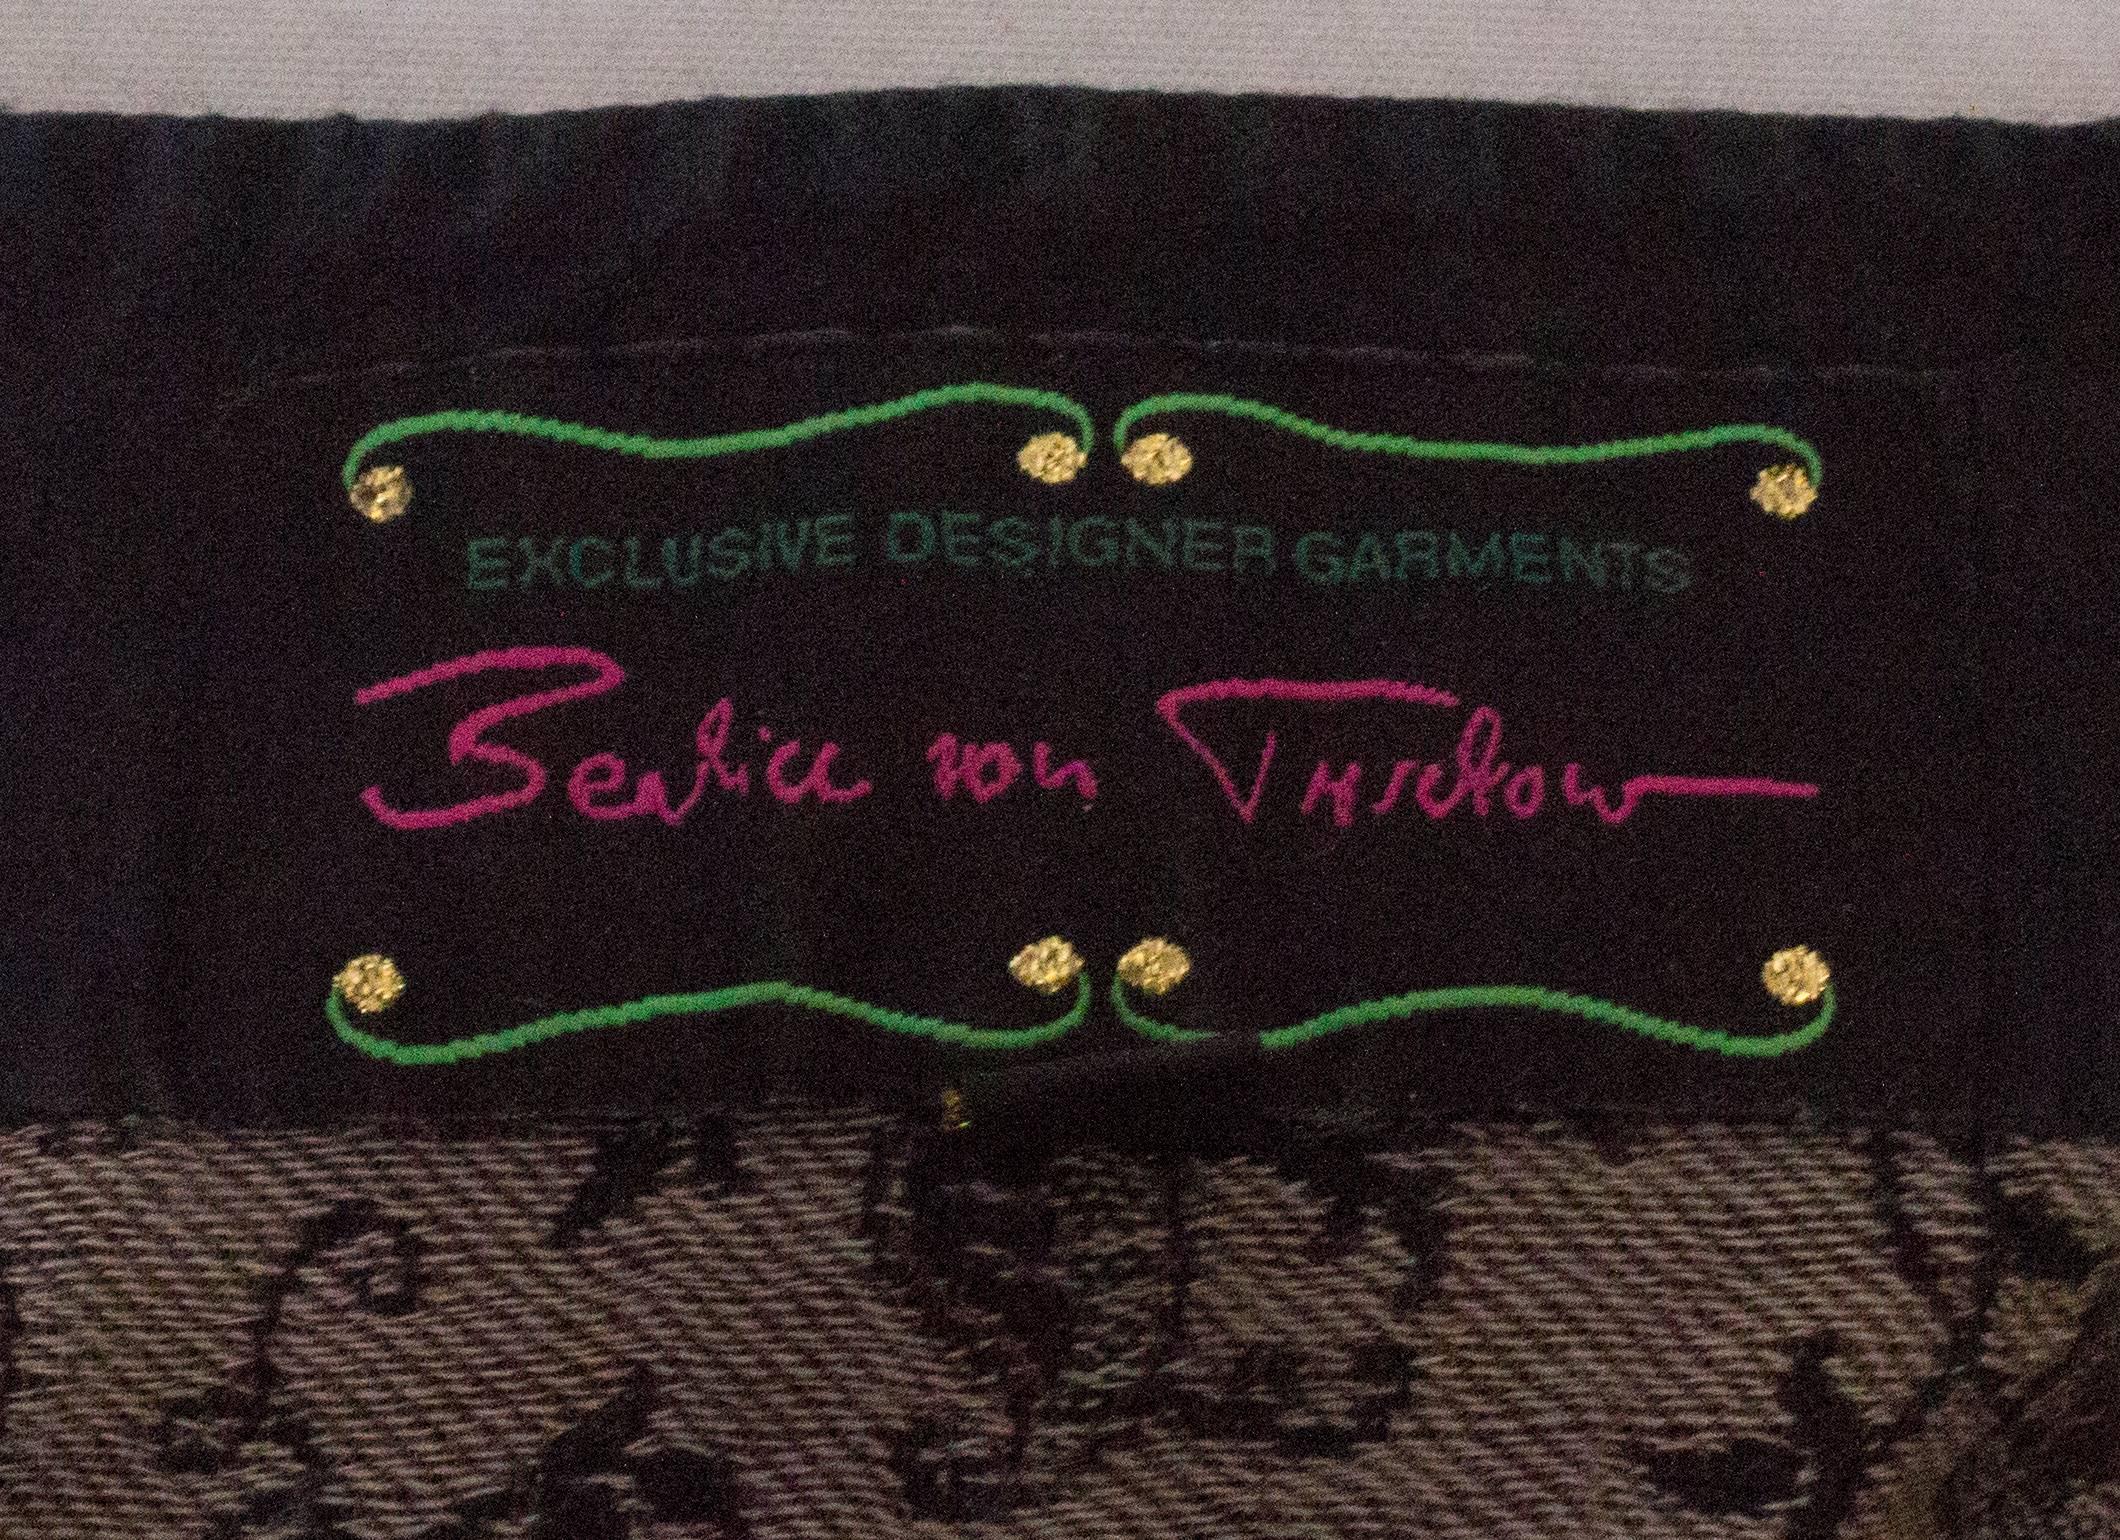 EXCLUSIVE DESIGNER GARMENTS
Beatrice von Tresckow